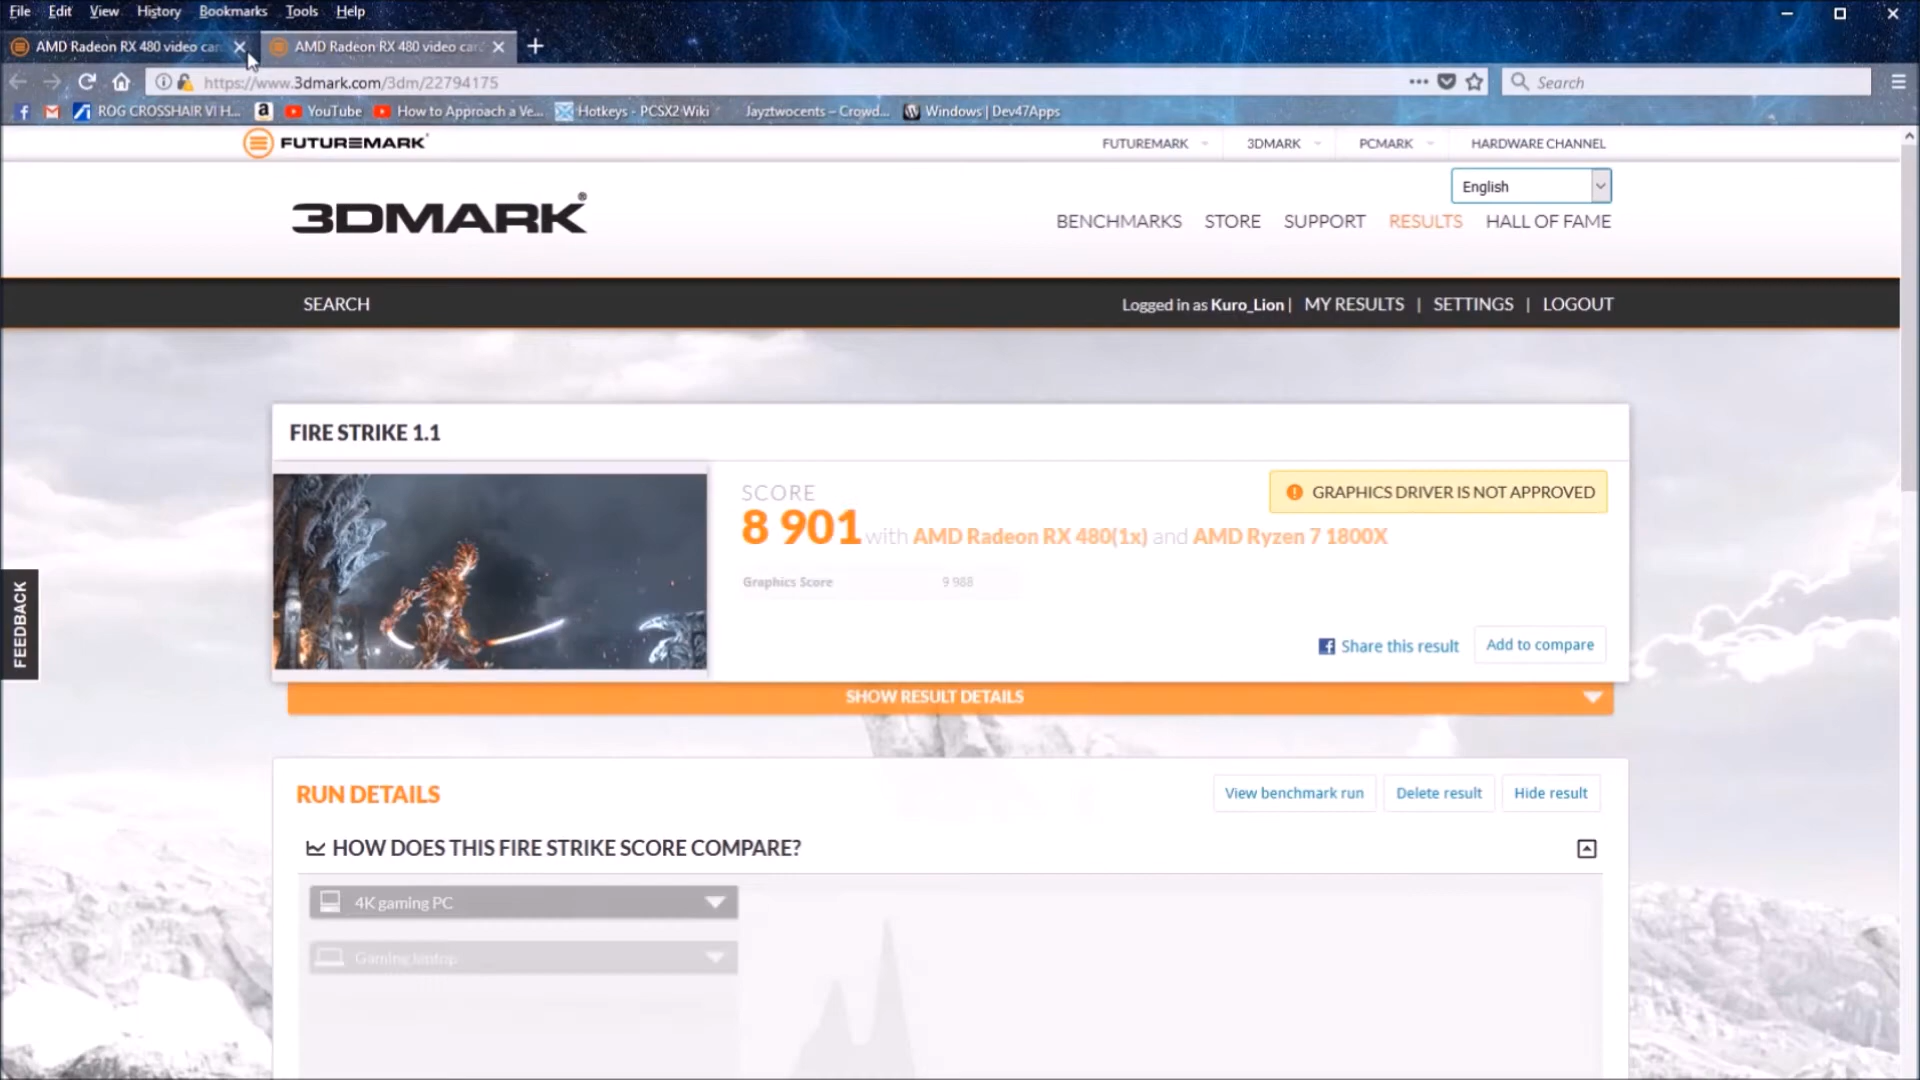 File Edit View History Bookmarks Tools Help
AMD Radeon RX 480 video car AMD Radeon RX 480 video car
https://www.3dmark.com/3dm/22794175 Search
ROG CROSSHAIR VI H... YouTube How to Approach a Ve... Hotkeys - PCSX2 Wiki Jayztwocents – Crowd... Windows | Dev47Apps
FUTUREMARK FUTUREMARK 3DMARK PCMARK HARDWARE CHANNEL
English
3DMARK® BENCHMARKS STORE SUPPORT RESULTS HALL OF FAME
SEARCH Logged in as Kuro_Lion | MY RESULTS | SETTINGS | LOGOUT
FIRE STRIKE 1.1
SCORE
GRAPHICS DRIVER IS NOT APPROVED
8 901 with AMD Radeon RX 480(1x) and AMD Ryzen 7 1800X
Graphics Score 9 988
FEEDBACK
Share this result Add to compare
SHOW RESULT DETAILS
RUN DETAILS View benchmark run Delete result Hide result
HOW DOES THIS FIRE STRIKE SCORE COMPARE?
4K gaming PC
Gaming laptop